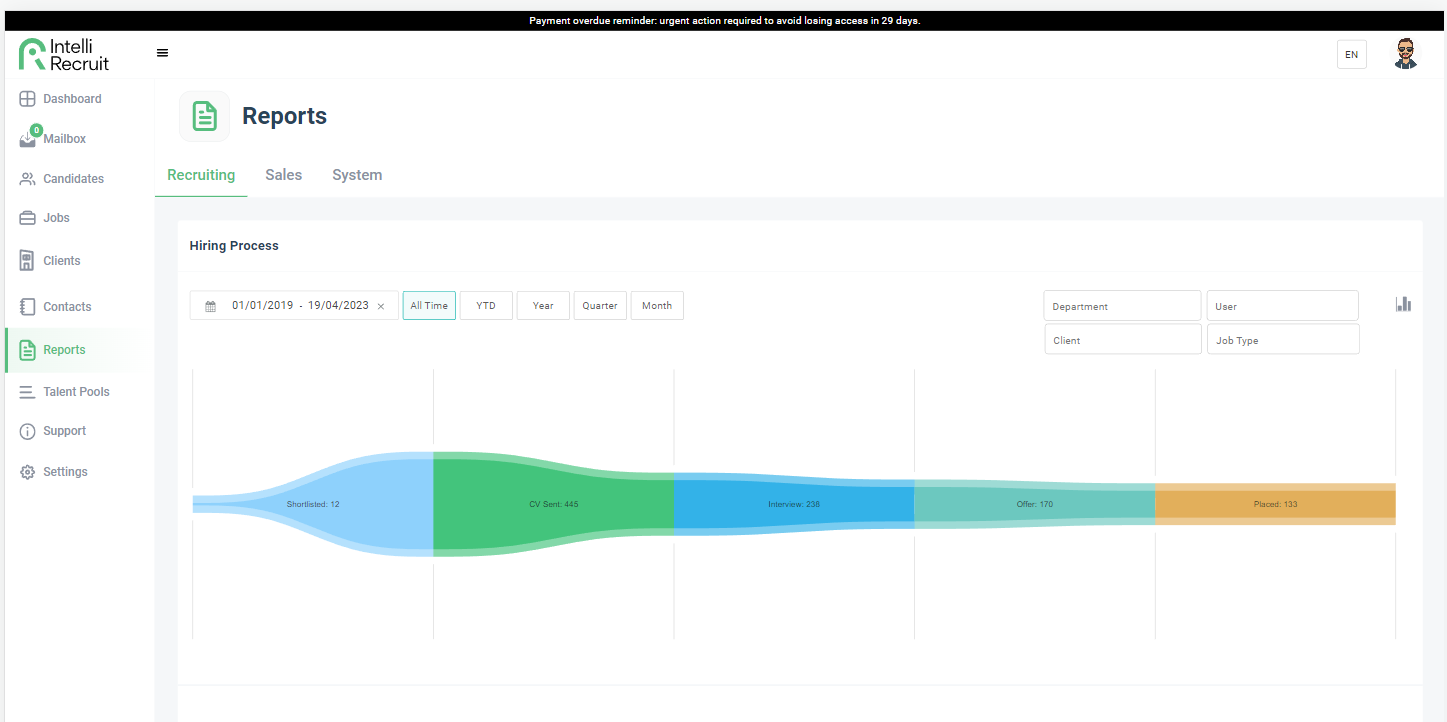 Payment overdue reminder: urgent action required to avoid losing access in 29 days.
Intelli
Recruit
EN
Dashboard
0
Mailbox
Candidates
Jobs
Clients
Contacts
Reports
Talent Pools
Support
Settings
Reports
Recruiting Sales System
Hiring Process
01/01/2019 - 19/04/2023 × All Time YTD Year Quarter Month
Department User
Client Job Type
Shortlisted: 12 CV Sent: 445 Interview: 238 Offer: 170 Placed: 133